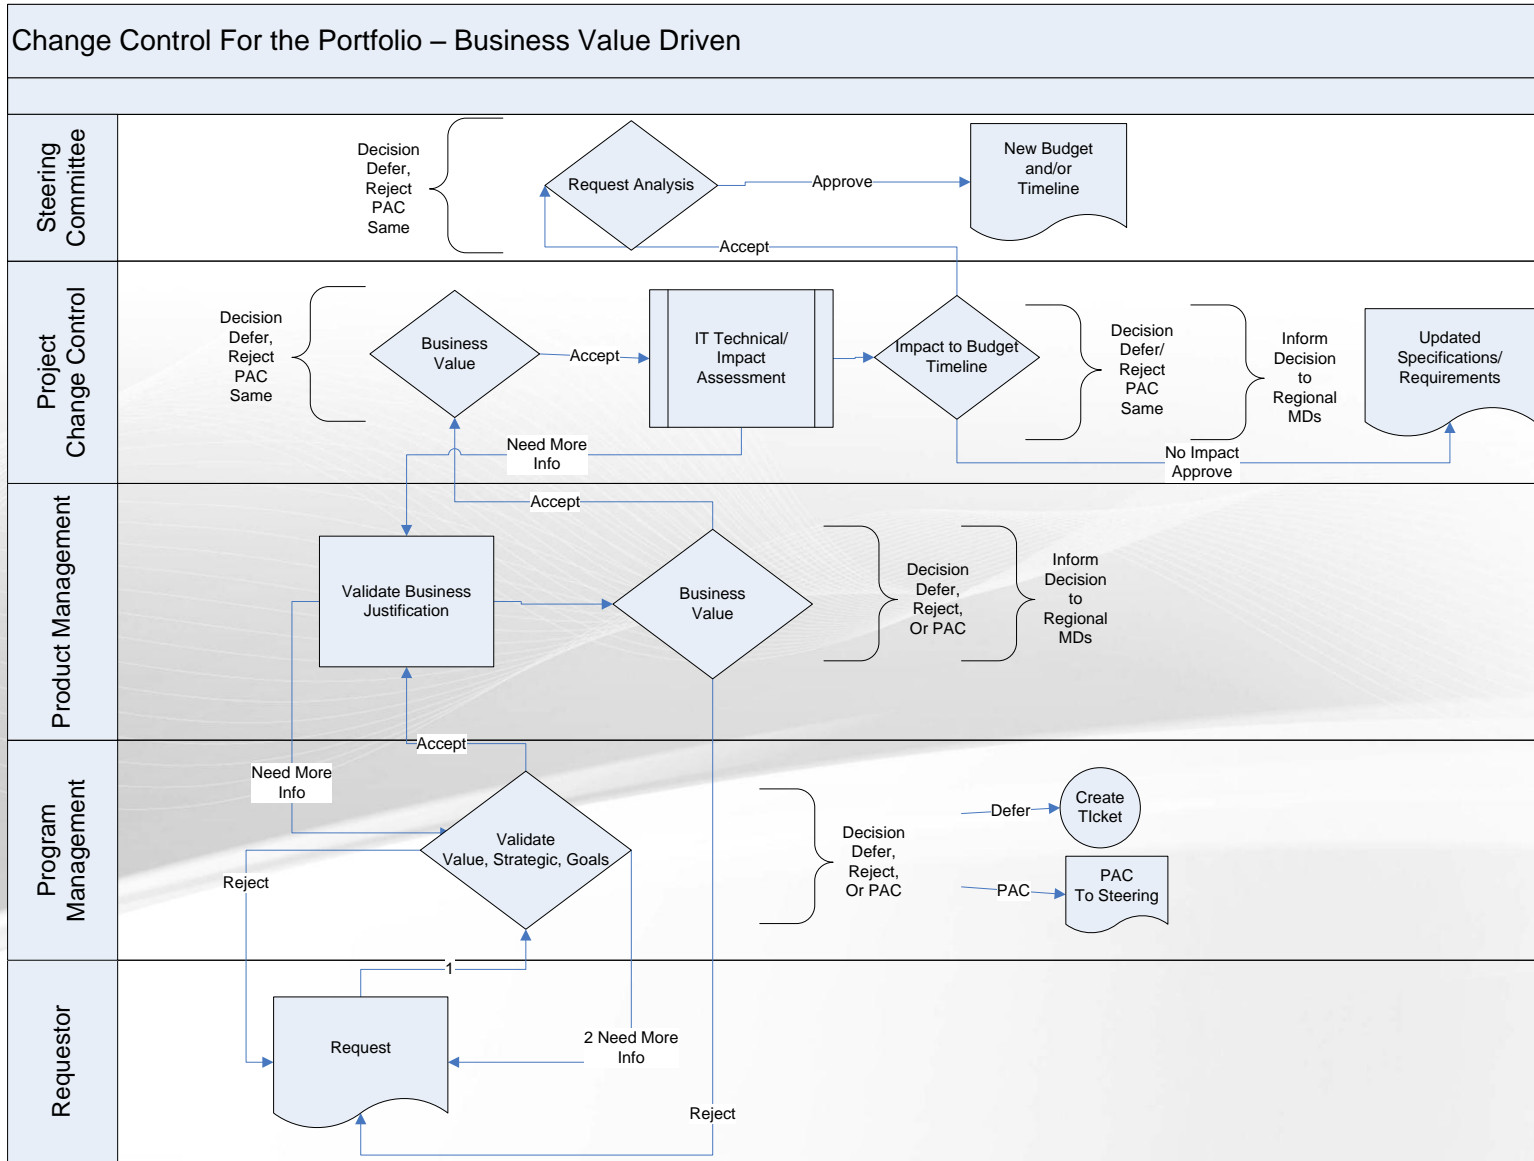 Change Control For the Portfolio – Business Value Driven
Steering
Committee
Decision
Defer,
Reject
PAC
Same
Request Analysis
Approve
New Budget
and/or
Timeline
Accept
Project
Change Control
Decision
Defer,
Reject
PAC
Same
Business
Value
Accept
IT Technical/
Impact
Assessment
Impact to Budget
Timeline
Decision
Defer/
Reject
PAC
Same
Inform
Decision
to
Regional
MDs
Updated
Specifications/
Requirements
Need More
Info
No Impact
Approve
Product Management
Accept
Validate Business
Justification
Business
Value
Decision
Defer,
Reject,
Or PAC
Inform
Decision
to
Regional
MDs
Program
Management
Accept
Need More
Info
Validate
Value, Strategic, Goals
Reject
Decision
Defer,
Reject,
Or PAC
Defer
Create
TIcket
PAC
PAC
To Steering
Requestor
1
Request
2 Need More
Info
Reject